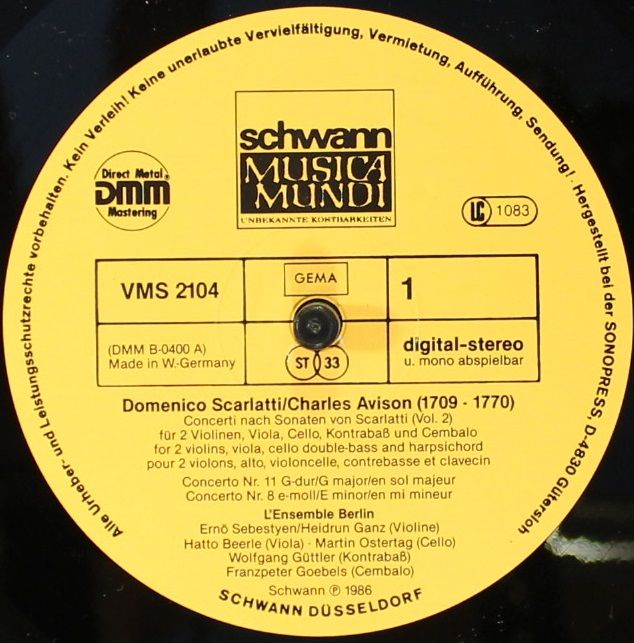 Alle Urheber- und Leistungsschutzrechte vorbehalten. Kein Verleih! Keine unerlaubte Vervielfältigung, Vermietung, Aufführung, Sendung! · Hergestellt bei der SONOPRESS, D-4830 Gütersloh
schwann
MUSICA
MUNDI
UNBEKANNTE KOSTBARKEITEN
Direct Metal
DMM
Mastering
®
LC 1083
VMS 2104
GEMA
1
(DMM B-0400 A)
Made in W.-Germany
ST 33
digital-stereo
u. mono abspielbar
Domenico Scarlatti/Charles Avison (1709 - 1770)
Concerti nach Sonaten von Scarlatti (Vol. 2)
für 2 Violinen, Viola, Cello, Kontrabaß und Cembalo
for 2 violins, viola, cello double-bass and harpsichord
pour 2 violons, alto, violoncelle, contrebasse et clavecin
Concerto Nr. 11 G-dur/G major/en sol majeur
Concerto Nr. 8 e-moll/E minor/en mi mineur
L'Ensemble Berlin
Ernö Sebestyen/Heidrun Ganz (Violine)
Hatto Beerle (Viola) · Martin Ostertag (Cello)
Wolfgang Güttler (Kontrabaß)
Franzpeter Goebels (Cembalo)
Schwann ℗ 1986
SCHWANN DÜSSELDORF